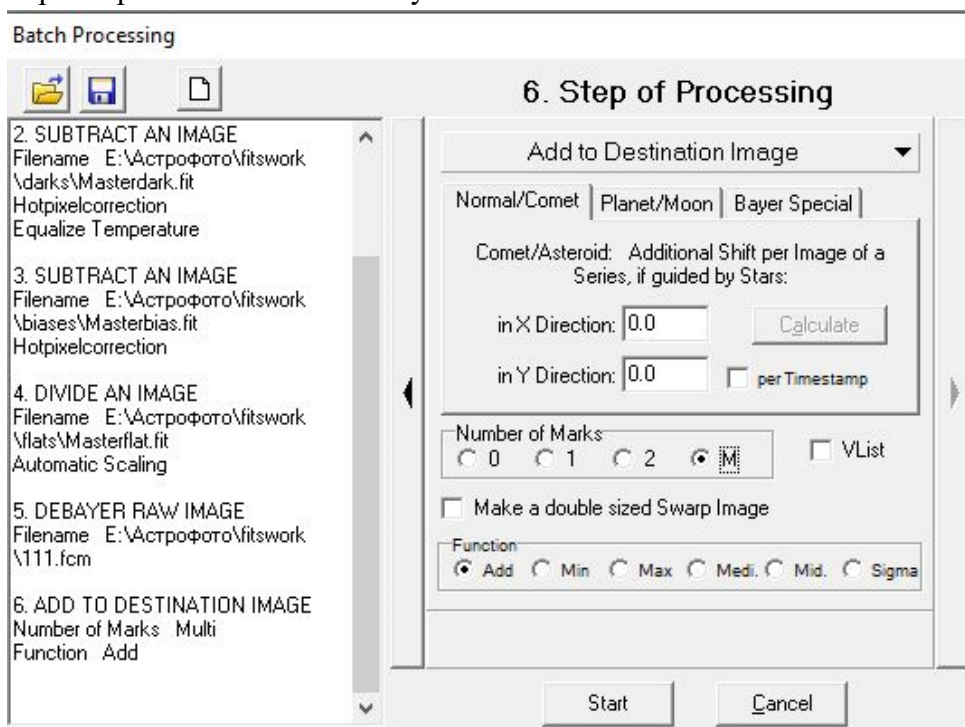 Batch Processing
6. Step of Processing
2. SUBTRACT AN IMAGE
Filename E:\Астрофото\fitswork
\darks\Masterdark.fit
Hotpixelcorrection
Equalize Temperature
3. SUBTRACT AN IMAGE
Filename E:\Астрофото\fitswork
\biases\Masterbias.fit
Hotpixelcorrection
4. DIVIDE AN IMAGE
Filename E:\Астрофото\fitswork
\flats\Masterflat.fit
Automatic Scaling
5. DEBAYER RAW IMAGE
Filename E:\Астрофото\fitswork
\111.fcm
6. ADD TO DESTINATION IMAGE
Number of Marks Multi
Function Add
Add to Destination Image
Normal/Comet Planet/Moon Bayer Special
Comet/Asteroid: Additional Shift per Image of a
Series, if guided by Stars:
in X Direction: 0.0 Calculate
in Y Direction: 0.0 per Timestamp
Number of Marks
0 1 2 M VList
Make a double sized Swarp Image
Function
Add Min Max Medi. Mid. Sigma
Start Cancel